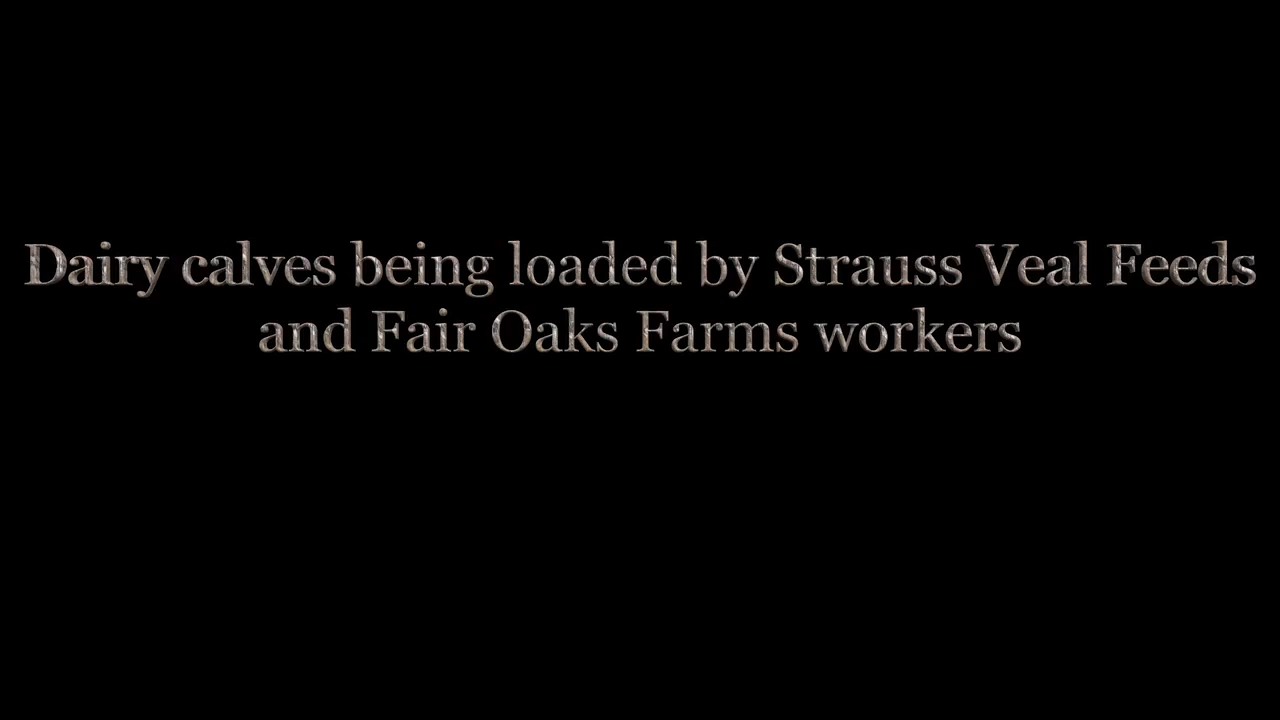 Dairy calves being loaded by Strauss Veal Feeds
and Fair Oaks Farms workers